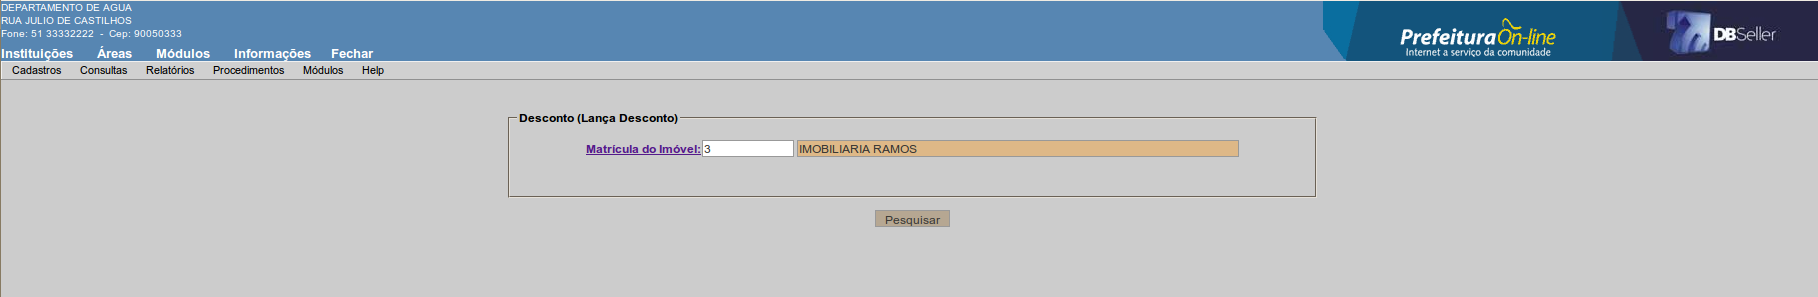 DEPARTAMENTO DE AGUA
RUA JULIO DE CASTILHOS
Fone: 51 33332222 - Cep: 90050333
Instituições Áreas Módulos Informações Fechar
PrefeituraOn-line
Internet a serviço da comunidade
DBSeller
Cadastros Consultas Relatórios Procedimentos Módulos Help
Desconto (Lança Desconto)
Matrícula do Imóvel: 3 IMOBILIARIA RAMOS
Pesquisar